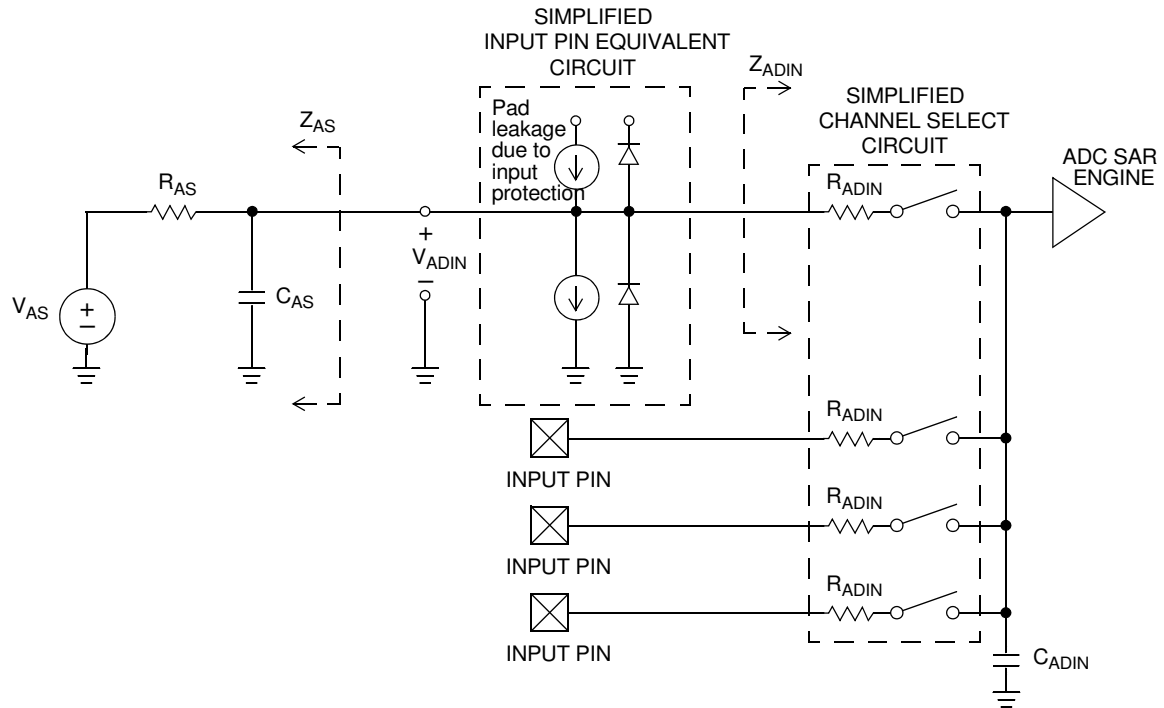 SIMPLIFIED
INPUT PIN EQUIVALENT
CIRCUIT
Z_ADIN
SIMPLIFIED
CHANNEL SELECT
CIRCUIT
ADC SAR
ENGINE
Pad
leakage
due to
input
protection
Z_AS
R_AS
R_ADIN
+
V_ADIN
−
V_AS
+
−
C_AS
R_ADIN
INPUT PIN
R_ADIN
INPUT PIN
R_ADIN
INPUT PIN
C_ADIN